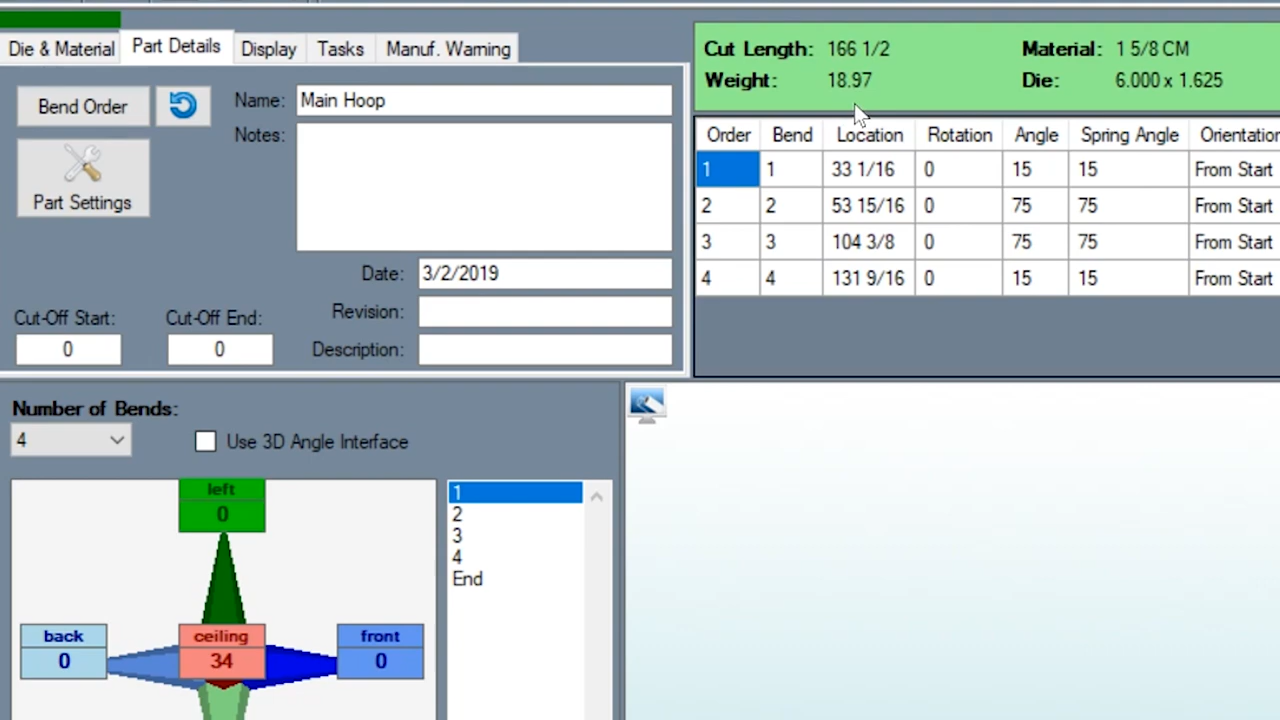 Die & Material
Part Details
Display
Tasks
Manuf. Warning
Bend Order
Part Settings
Name: Main Hoop
Notes:
Date: 3/2/2019
Revision:
Description:
Cut-Off Start:
0
Cut-Off End:
0
Cut Length: 166 1/2
Material: 1 5/8 CM
Weight: 18.97
Die: 6.000 x 1.625
Order Bend Location Rotation Angle Spring Angle Orientation
1 1 33 1/16 0 15 15 From Start
2 2 53 15/16 0 75 75 From Start
3 3 104 3/8 0 75 75 From Start
4 4 131 9/16 0 15 15 From Start
Number of Bends:
4
Use 3D Angle Interface
left
0
back
0
ceiling
34
front
0
1
2
3
4
End